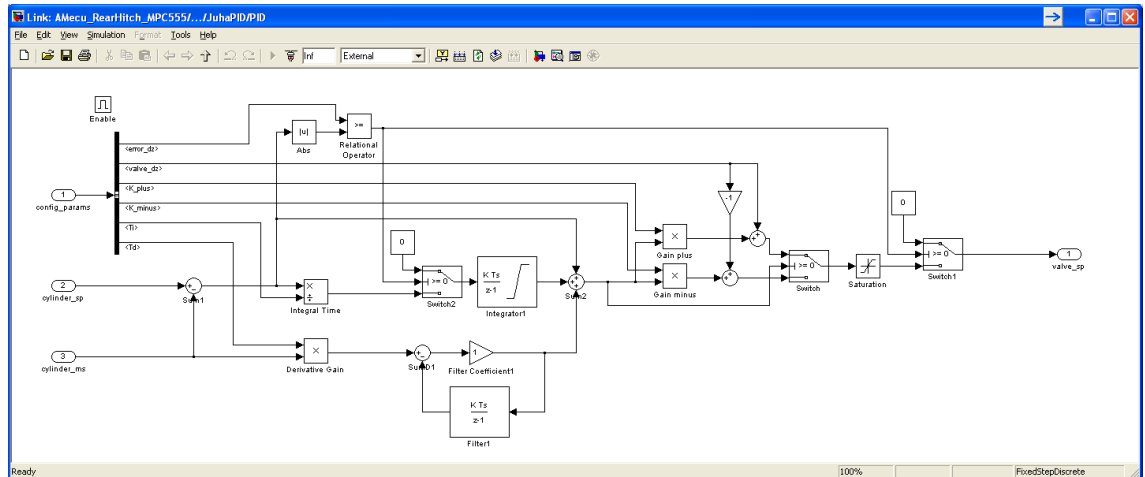 Link: AMecu_RearHitch_MPC555/.../JuhaPID/PID
File Edit View Simulation Format Tools Help
Inf External
Enable
|u|
Abs
>=
Relational
Operator
<error_dz>
<valve_dz>
<K_plus>
<K_minus>
<Ti>
<Td>
1
config_params
-1
0
0
×
Gain plus
+
+
>= 0
Switch
Saturation
>= 0
Switch1
1
valve_sp
2
cylinder_sp
+
-
Sum1
×
÷
Integral Time
>= 0
Switch2
K Ts
z-1
Integrator1
+
+
+
Sum2
×
Gain minus
3
cylinder_ms
×
Derivative Gain
+
-
SumD1
1
Filter Coefficient1
K Ts
z-1
Filter1
Ready 100% FixedStepDiscrete